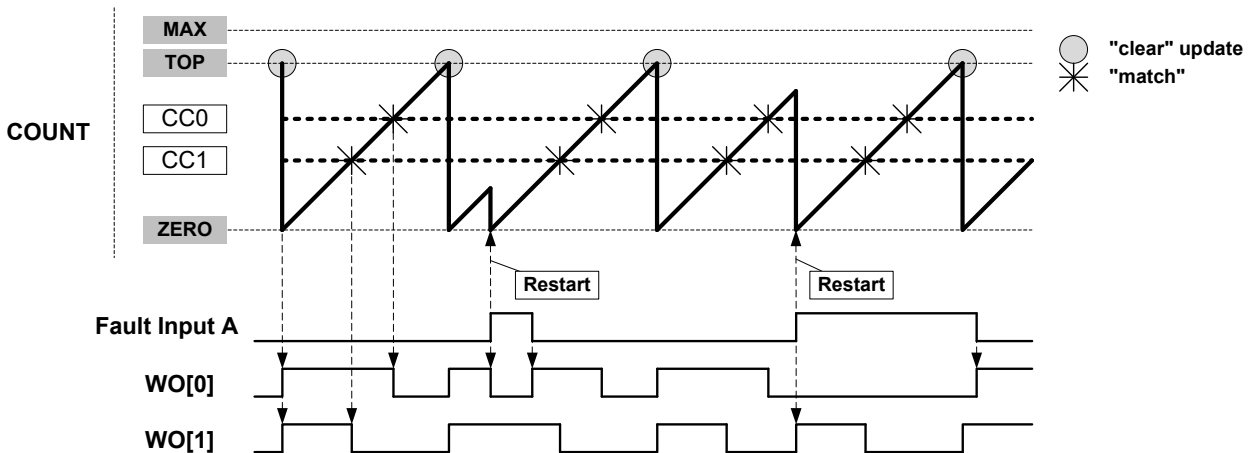 MAX
TOP
"clear" update
"match"
CC0
COUNT
CC1
ZERO
Restart
Restart
Fault Input A
WO[0]
WO[1]